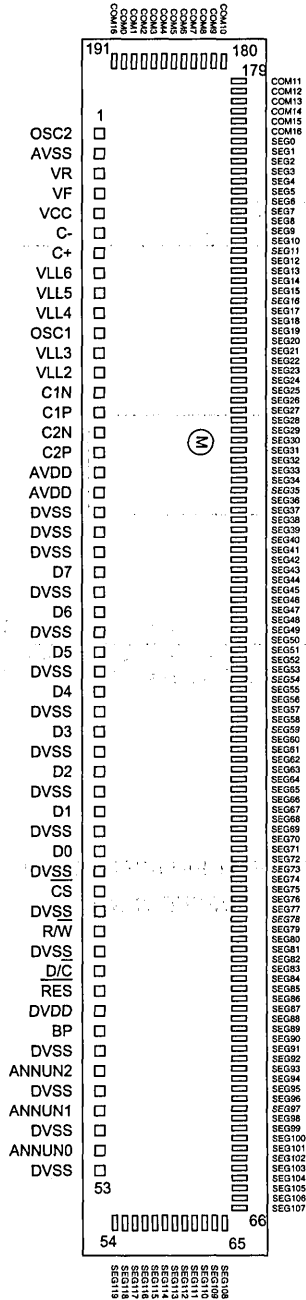 COM16
COM0
COM1
COM2
COM3
COM4
COM5
COM6
COM7
COM8
COM9
COM10
191
180
179
1
OSC2
AVSS
VR
VF
VCC
C-
C+
VLL6
VLL5
VLL4
OSC1
VLL3
VLL2
C1N
C1P
C2N
C2P
AVDD
AVDD
DVSS
DVSS
DVSS
D7
DVSS
D6
DVSS
D5
DVSS
D4
DVSS
D3
DVSS
D2
DVSS
D1
DVSS
D0
DVSS
CS
DVSS
R/W
DVSS
D/C
RES
DVDD
BP
DVSS
ANNUN2
DVSS
ANNUN1
DVSS
ANNUN0
DVSS
53
M
COM11
COM12
COM13
COM14
COM15
COM16
SEG0
SEG1
SEG2
SEG3
SEG4
SEG5
SEG6
SEG7
SEG8
SEG9
SEG10
SEG11
SEG12
SEG13
SEG14
SEG15
SEG16
SEG17
SEG18
SEG19
SEG20
SEG21
SEG22
SEG23
SEG24
SEG25
SEG26
SEG27
SEG28
SEG29
SEG30
SEG31
SEG32
SEG33
SEG34
SEG35
SEG36
SEG37
SEG38
SEG39
SEG40
SEG41
SEG42
SEG43
SEG44
SEG45
SEG46
SEG47
SEG48
SEG49
SEG50
SEG51
SEG52
SEG53
SEG54
SEG55
SEG56
SEG57
SEG58
SEG59
SEG60
SEG61
SEG62
SEG63
SEG64
SEG65
SEG66
SEG67
SEG68
SEG69
SEG70
SEG71
SEG72
SEG73
SEG74
SEG75
SEG76
SEG77
SEG78
SEG79
SEG80
SEG81
SEG82
SEG83
SEG84
SEG85
SEG86
SEG87
SEG88
SEG89
SEG90
SEG91
SEG92
SEG93
SEG94
SEG95
SEG96
SEG97
SEG98
SEG99
SEG100
SEG101
SEG102
SEG103
SEG104
SEG105
SEG106
SEG107
66
54
65
SEG119
SEG118
SEG117
SEG116
SEG115
SEG114
SEG113
SEG112
SEG111
SEG110
SEG109
SEG108